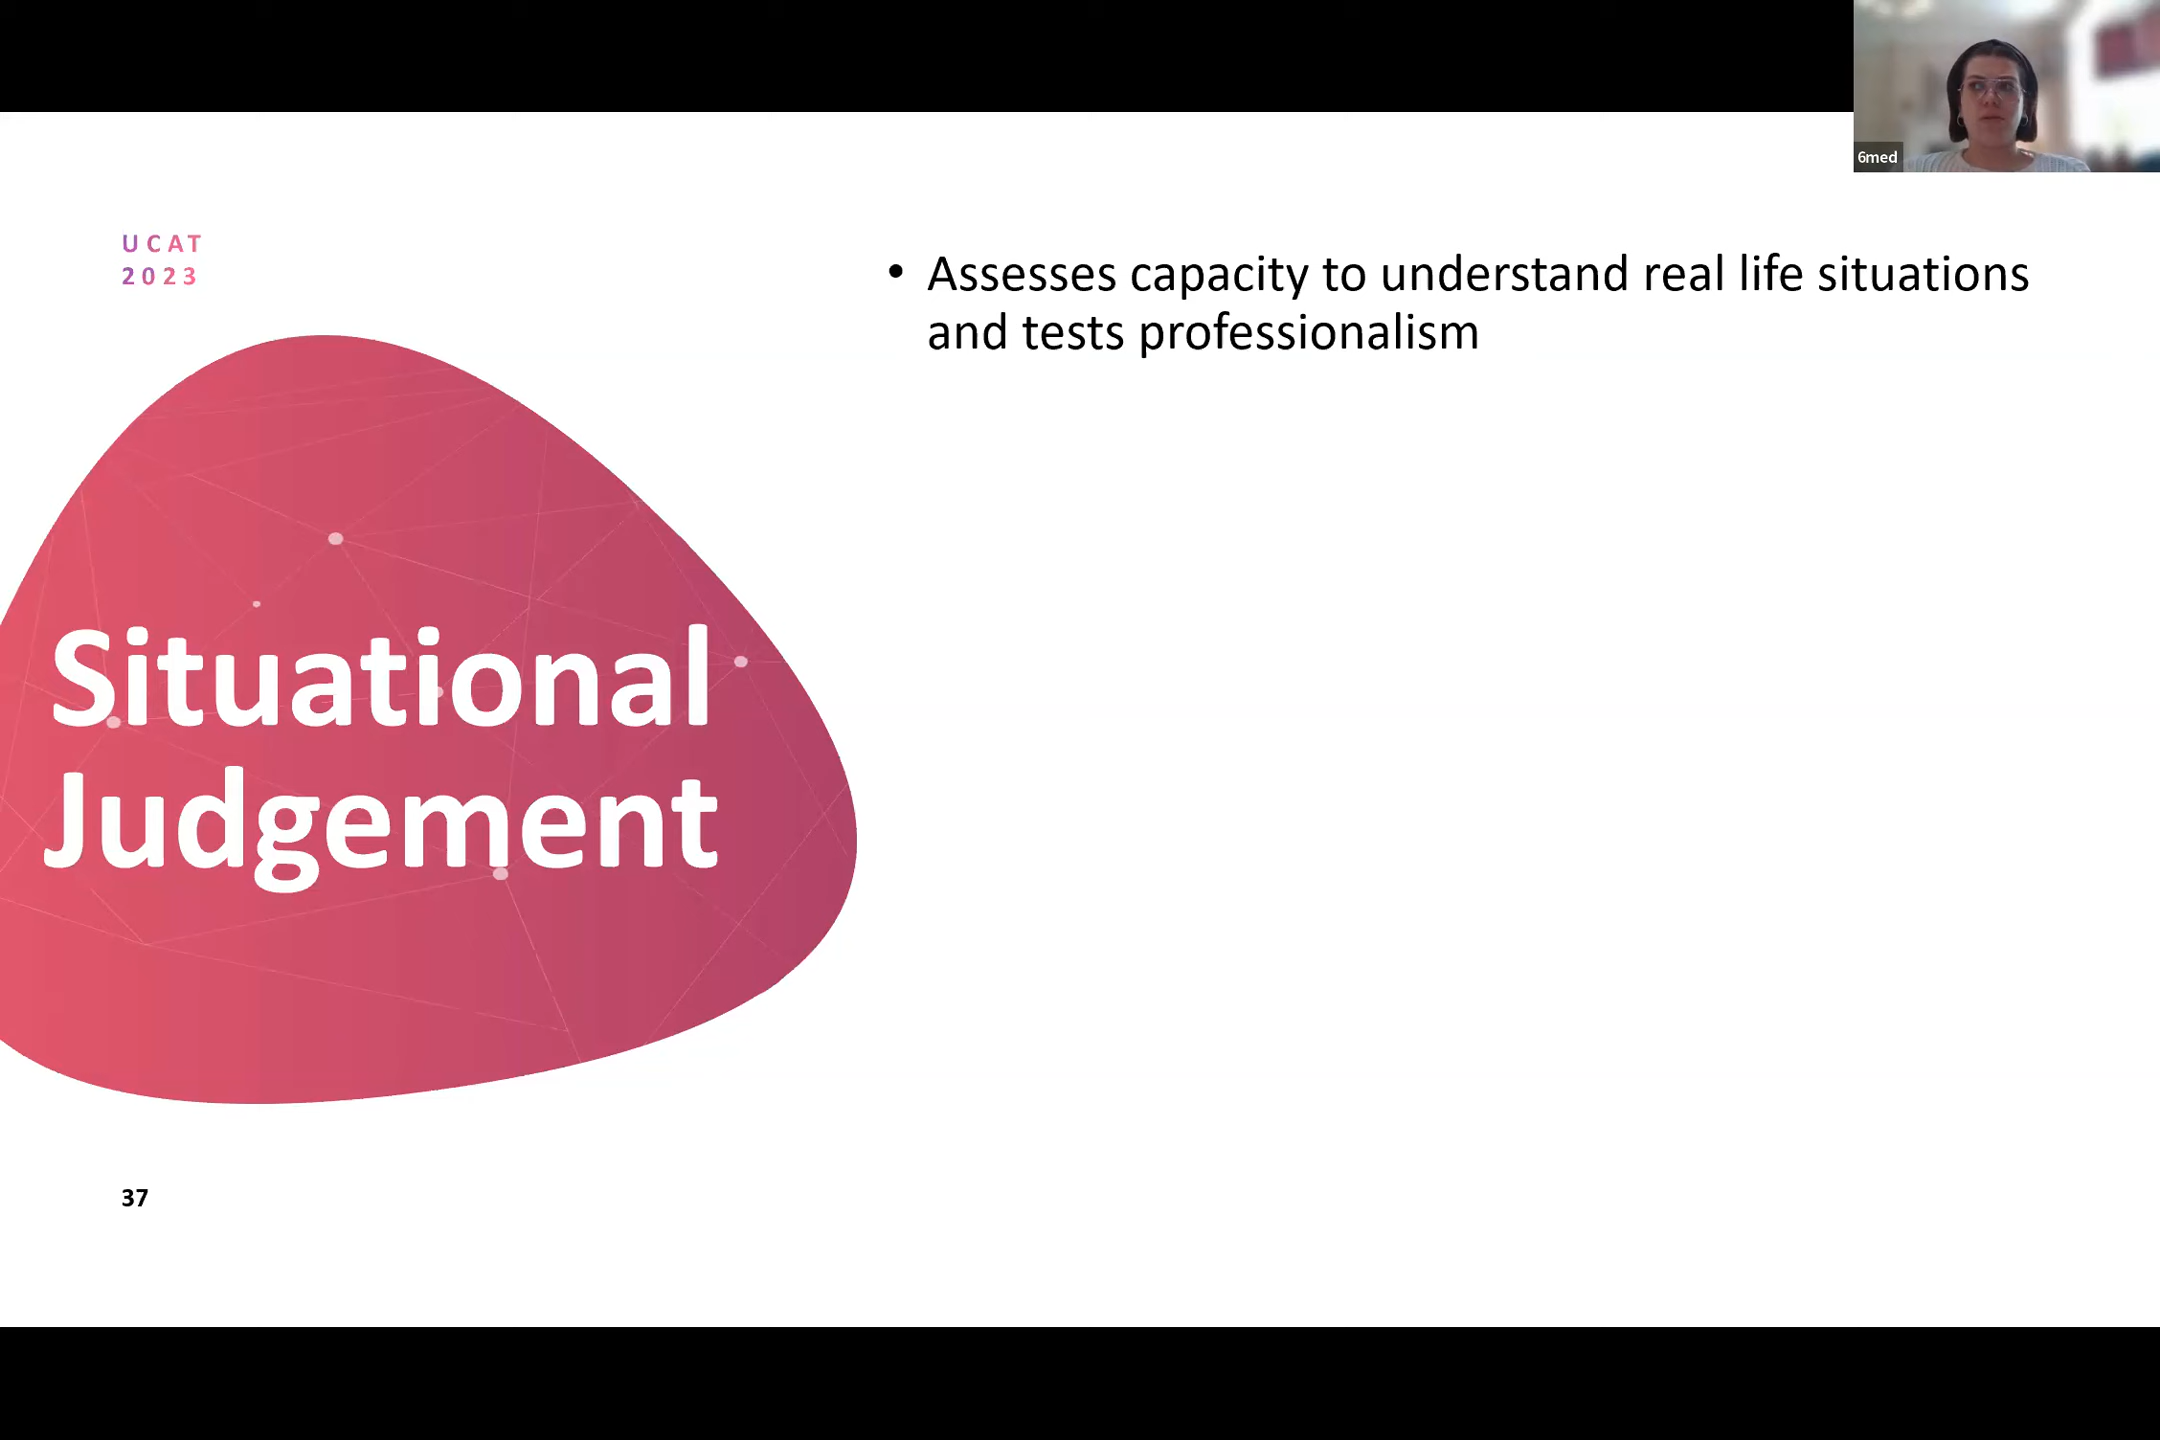 6med
UCAT
2023
• Assesses capacity to understand real life situations
and tests professionalism
Situational
Judgement
37